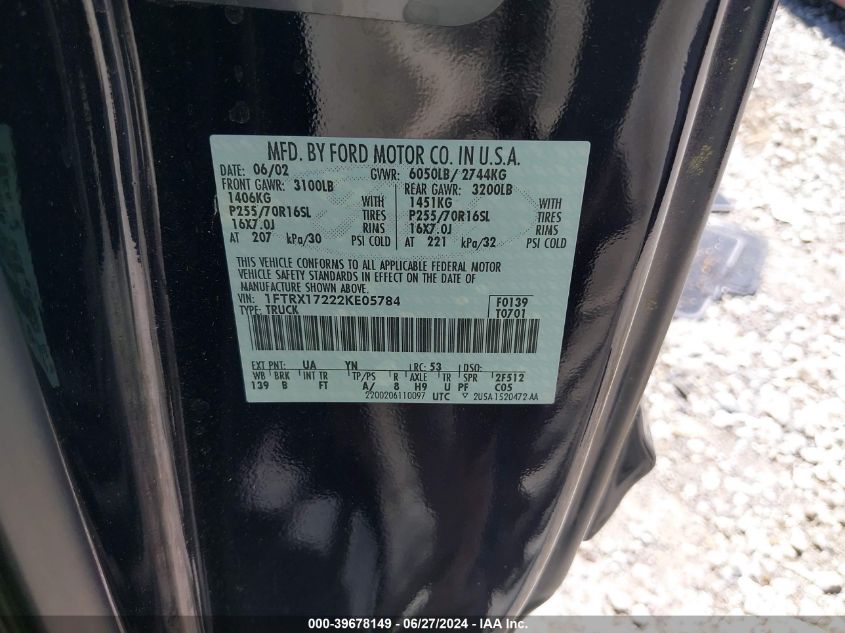 MFD. BY FORD MOTOR CO. IN U.S.A.
DATE: 06/02 GVWR: 6050LB/ 2744KG
FRONT GAWR: 3100LB REAR GAWR: 3200LB
1406KG WITH 1451KG WITH
P255/70R16SL TIRES P255/70R16SL TIRES
16X7.0J RIMS 16X7.0J RIMS
AT 207 kPa/30 PSI COLD AT 221 kPa/32 PSI COLD
THIS VEHICLE CONFORMS TO ALL APPLICABLE FEDERAL MOTOR
VEHICLE SAFETY STANDARDS IN EFFECT ON THE DATE OF
MANUFACTURE SHOWN ABOVE.
VIN: 1FTRX17222KE05784 F0139
TYPE: TRUCK T0701
EXT PNT: UA YN RC: 53 DSO:
WB BRK INT TR TP/PS R AXLE TR SPR 2F512
139 B FT A/ 8 H9 U PF C05
2200206110097 UTC ▽ 2U5A 1520472 AA
000-39678149 - 06/27/2024 - IAA Inc.